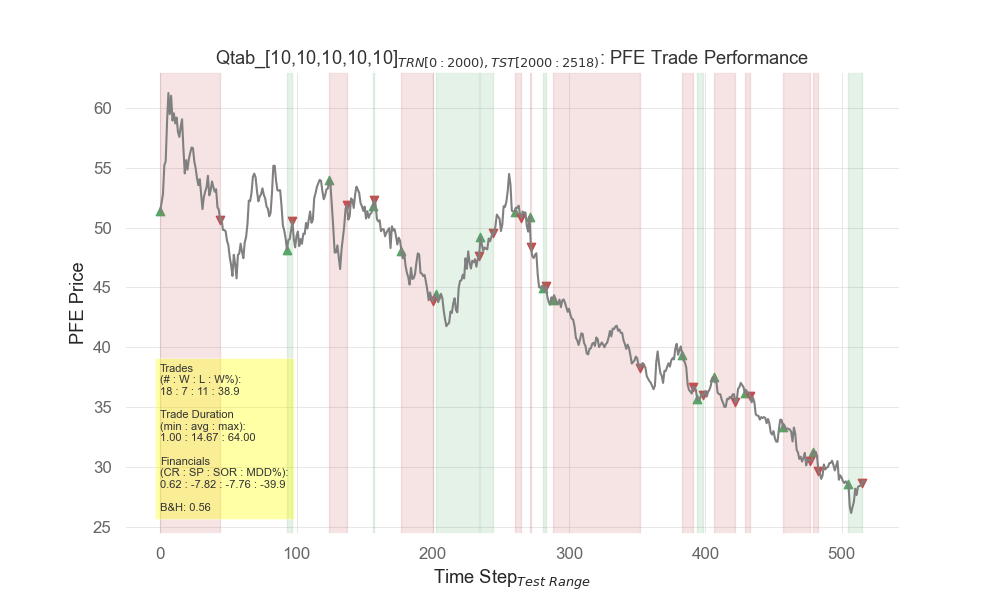 Qtab_[10,10,10,10,10]TRN[0 : 2000), TST[2000 : 2518): PFE Trade Performance
PFE Price
60
55
50
45
40
35
30
25
Trades
(# : W : L : W%):
18 : 7 : 11 : 38.9
Trade Duration
(min : avg : max):
1.00 : 14.67 : 64.00
Financials
(CR : SP : SOR : MDD%):
0.62 : -7.82 : -7.76 : -39.9
B&H: 0.56
0 100 200 300 400 500
Time StepTest Range